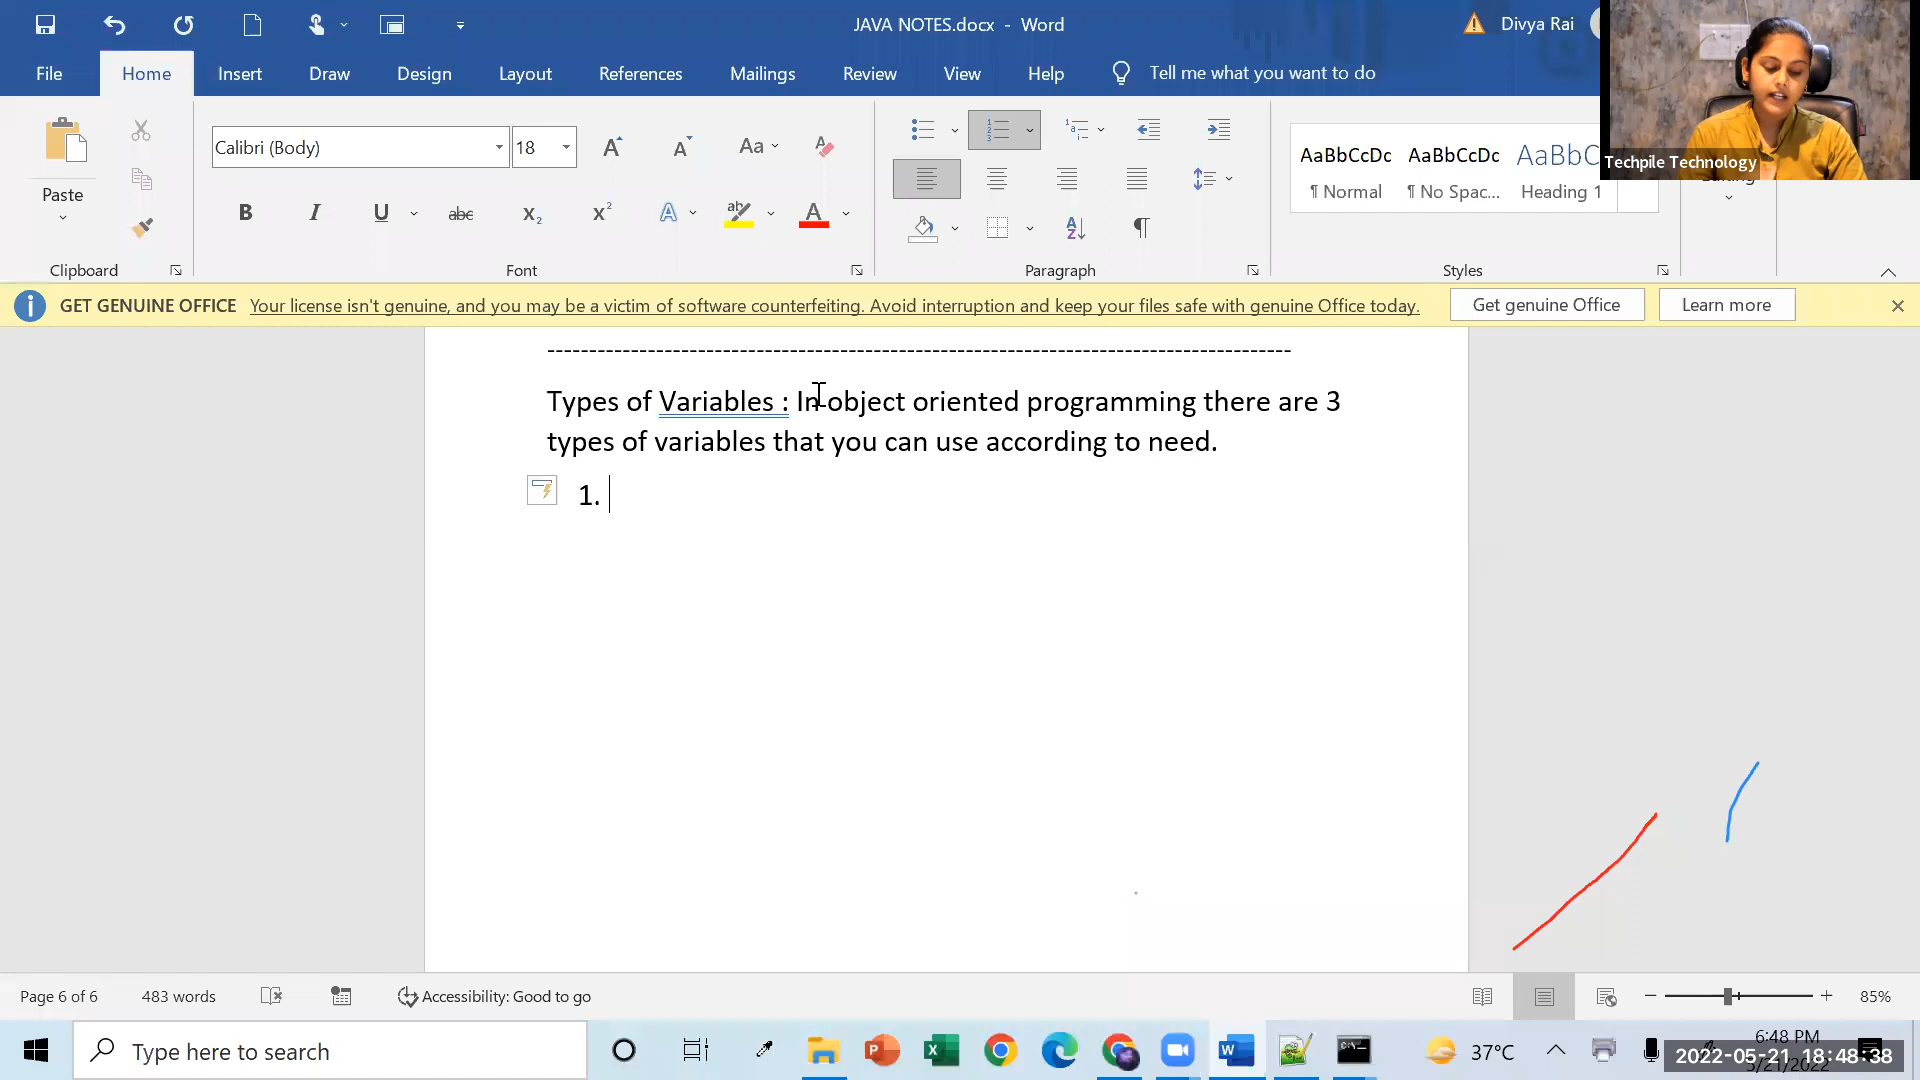 JAVA NOTES.docx - Word
Divya Rai
File Home Insert Draw Design Layout References Mailings Review View Help Tell me what you want to do
Techpile Technology
Paste
Calibri (Body) 18
AaBbCcDc AaBbCcDc AaBbC
¶ Normal ¶ No Spac... Heading 1
Editing
Clipboard Font Paragraph Styles
GET GENUINE OFFICE Your license isn't genuine, and you may be a victim of software counterfeiting. Avoid interruption and keep your files safe with genuine Office today. Get genuine Office Learn more
Types of Variables : In object oriented programming there are 3
types of variables that you can use according to need.
1.
Page 6 of 6 483 words Accessibility: Good to go 85%
Type here to search
37°C
6:48 PM
2022-05-21 18:48:38